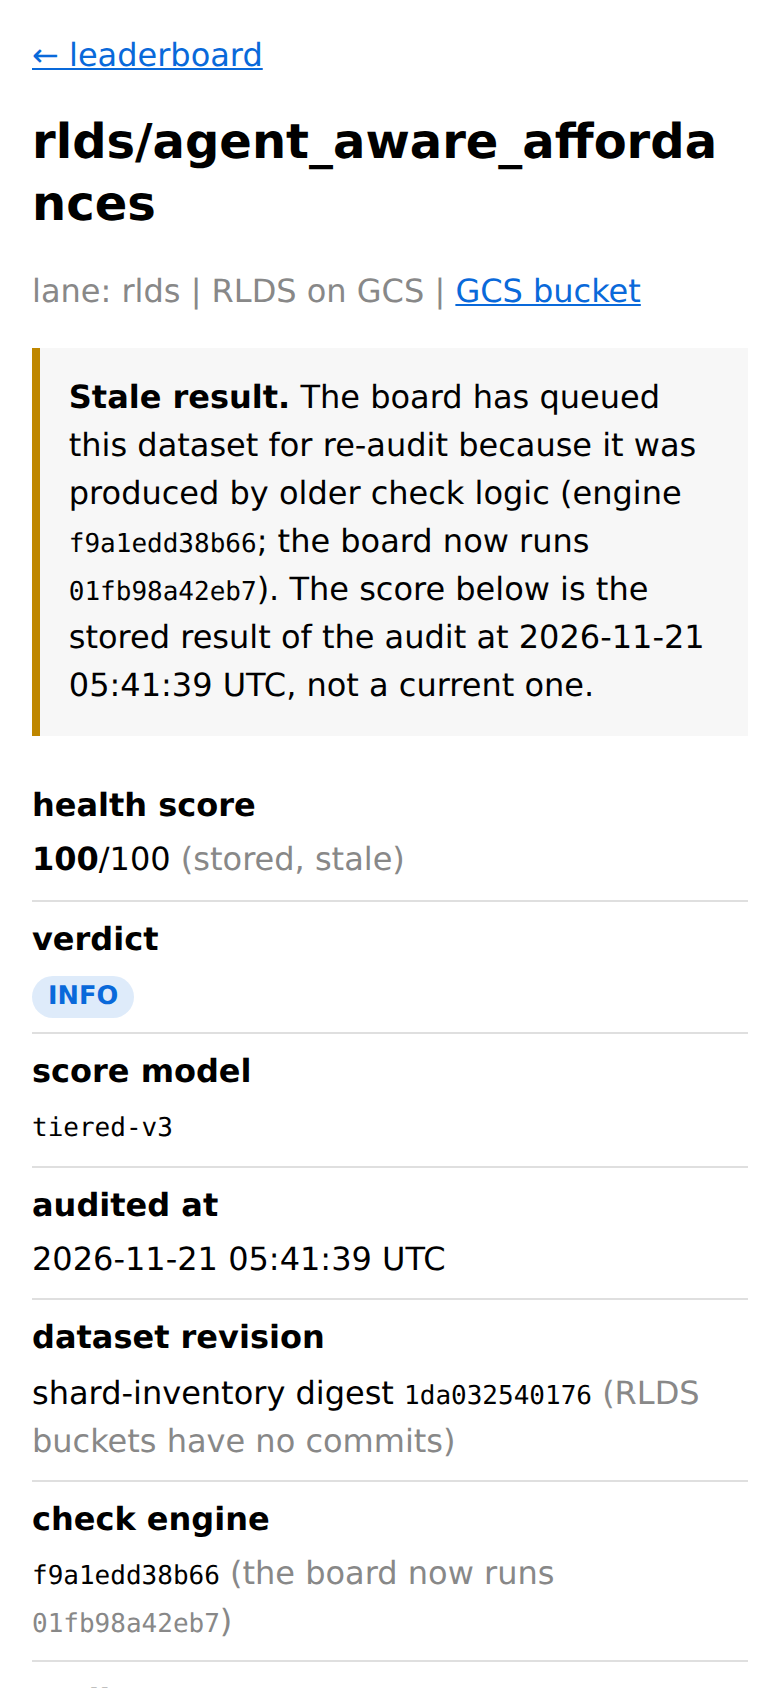 ← leaderboard
rlds/agent_aware_afforda
nces
lane: rlds | RLDS on GCS | GCS bucket
Stale result. The board has queued
this dataset for re-audit because it was
produced by older check logic (engine
f9a1edd38b66; the board now runs
01fb98a42eb7). The score below is the
stored result of the audit at 2026-11-21
05:41:39 UTC, not a current one.
health score
100/100 (stored, stale)
verdict
INFO
score model
tiered-v3
audited at
2026-11-21 05:41:39 UTC
dataset revision
shard-inventory digest 1da032540176 (RLDS
buckets have no commits)
check engine
f9a1edd38b66 (the board now runs
01fb98a42eb7)